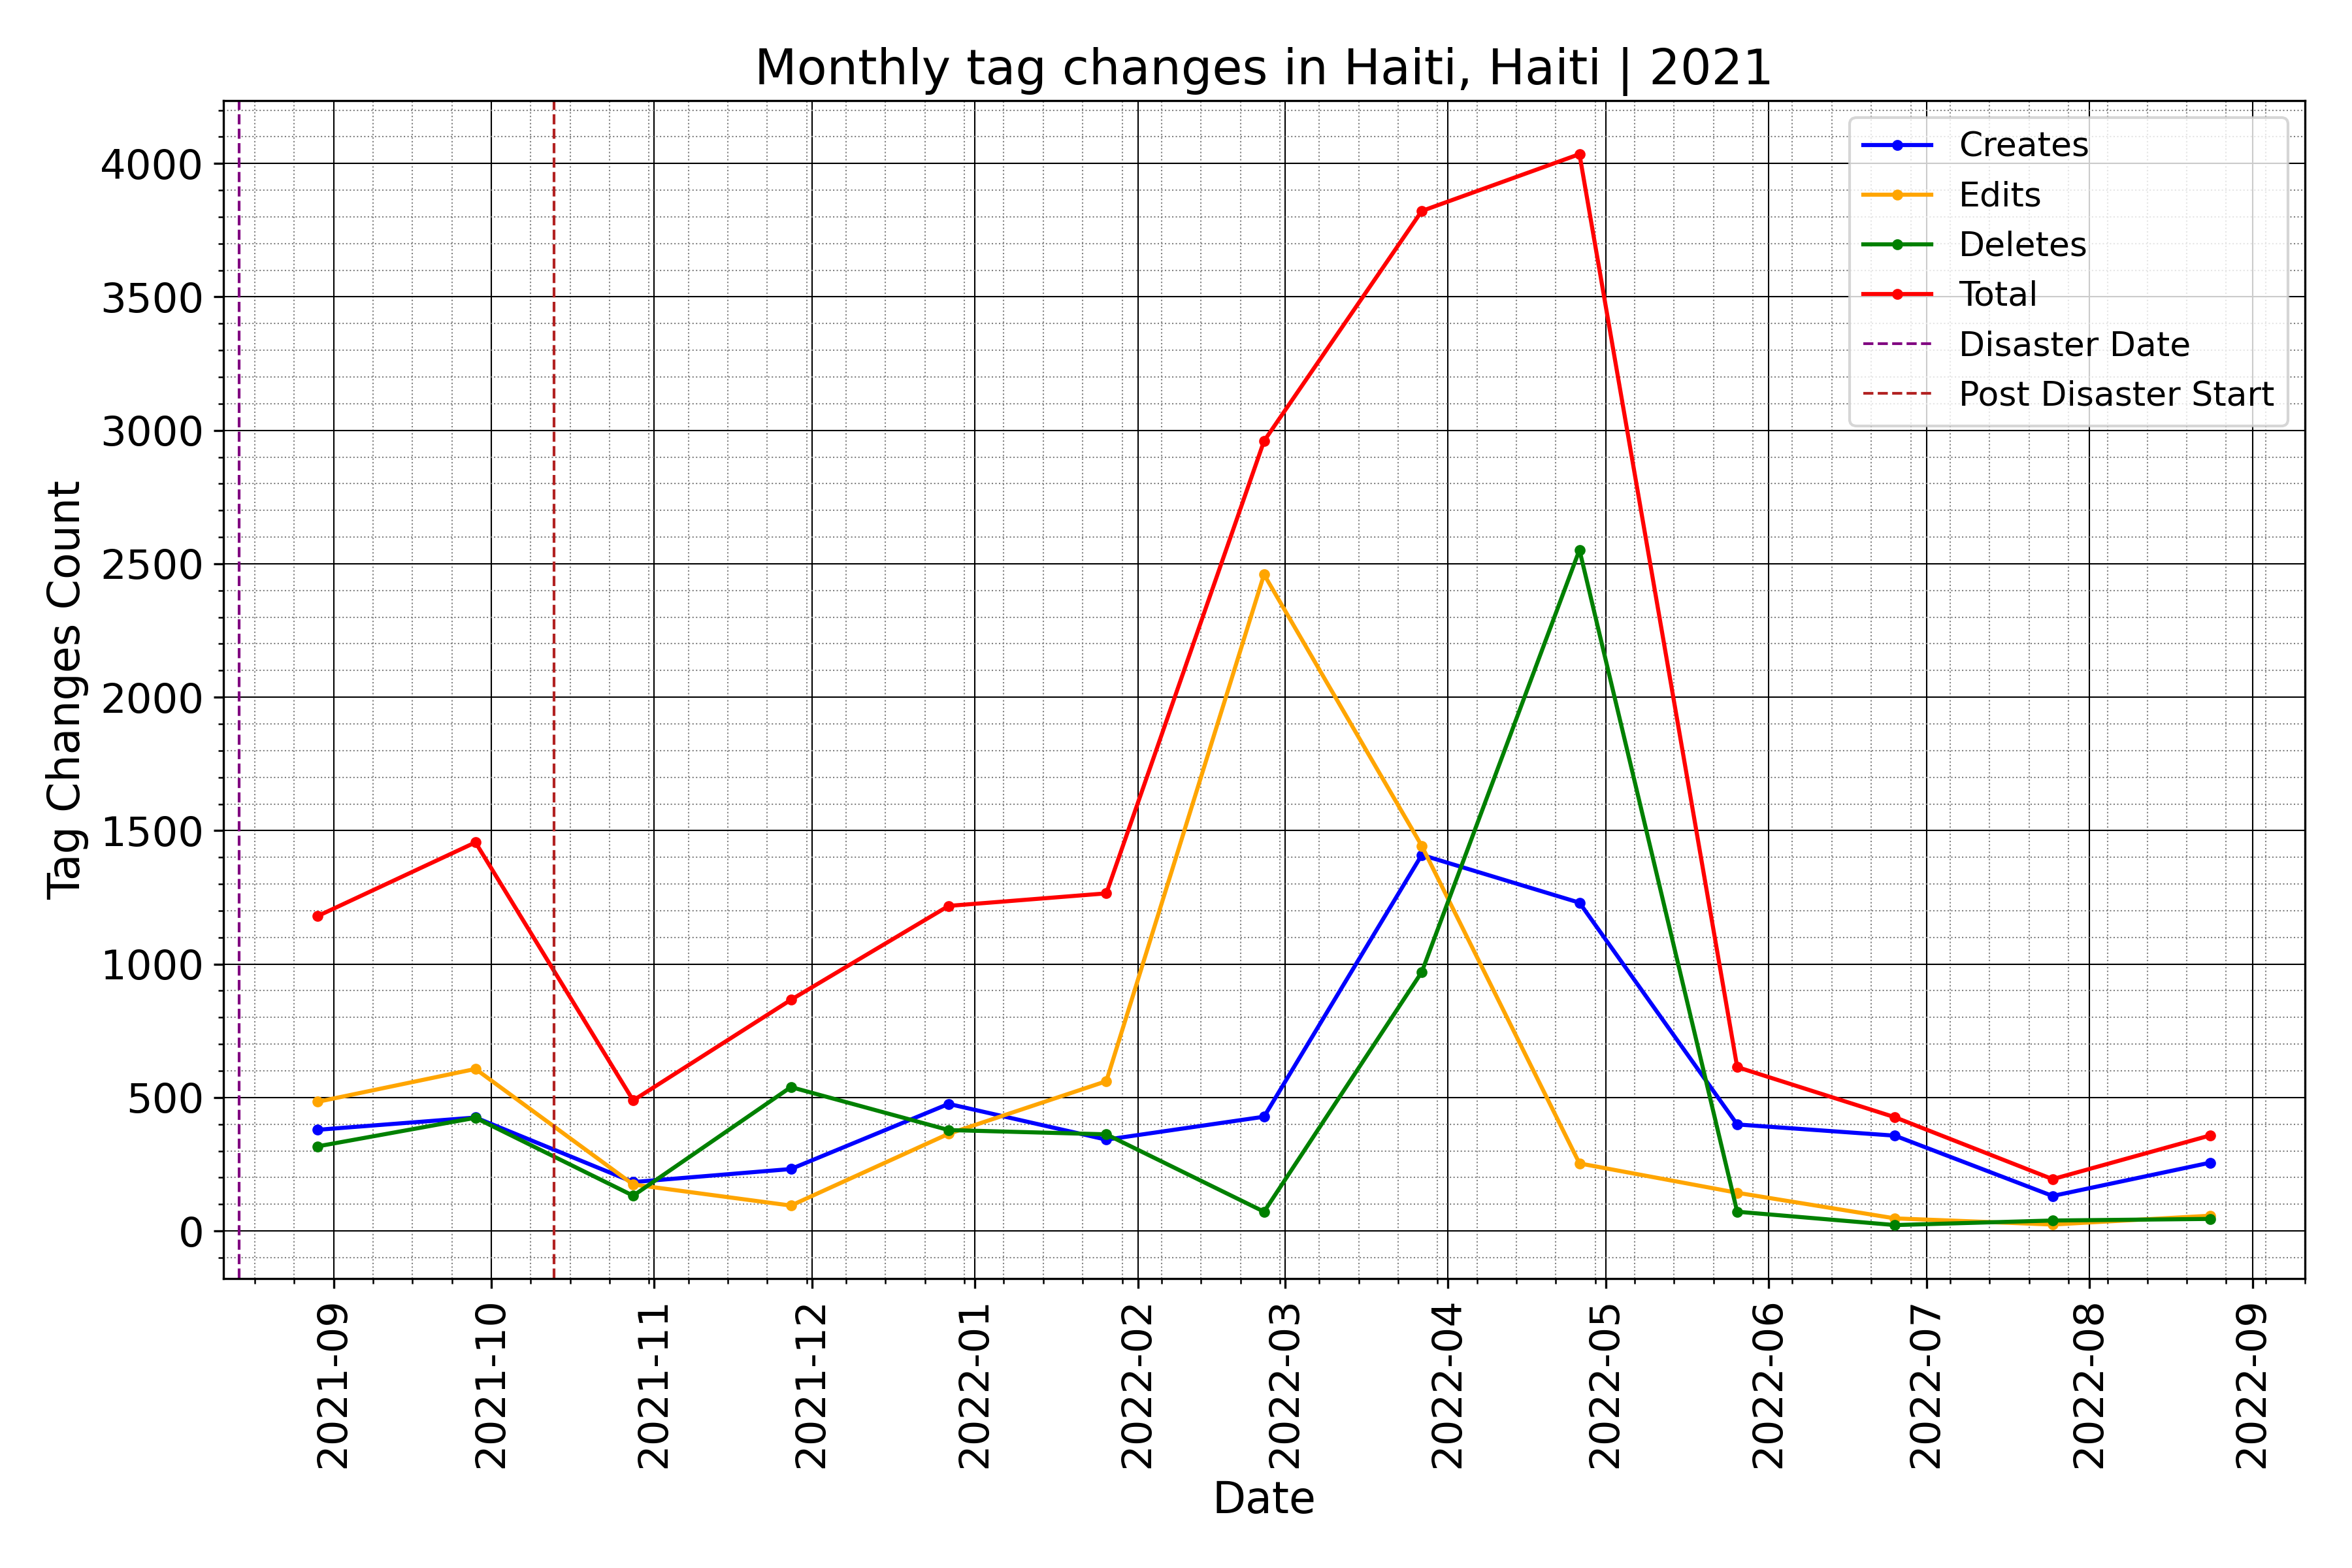 Monthly tag changes in Haiti, Haiti | 2021
Tag Changes Count
4000
3500
3000
2500
2000
1500
1000
500
0
Creates
Edits
Deletes
Total
Disaster Date
Post Disaster Start
2021-09
2021-10
2021-11
2021-12
2022-01
2022-02
2022-03
2022-04
2022-05
2022-06
2022-07
2022-08
2022-09
Date